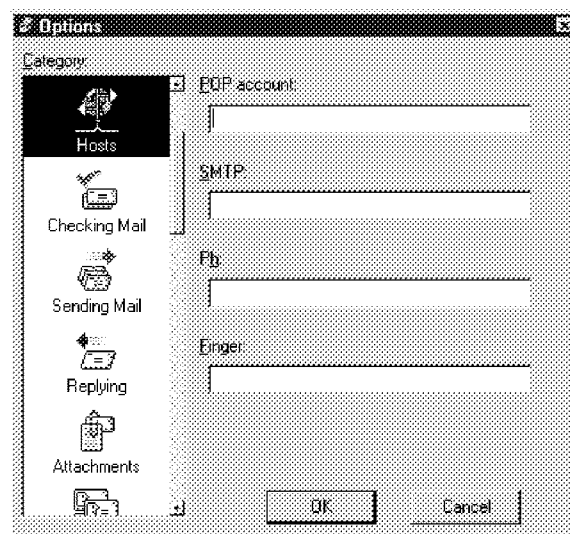 Options
Category:
POP account:
Hosts
SMTP:
Checking Mail
Ph:
Sending Mail
Finger:
Replying
Attachments
OK
Cancel